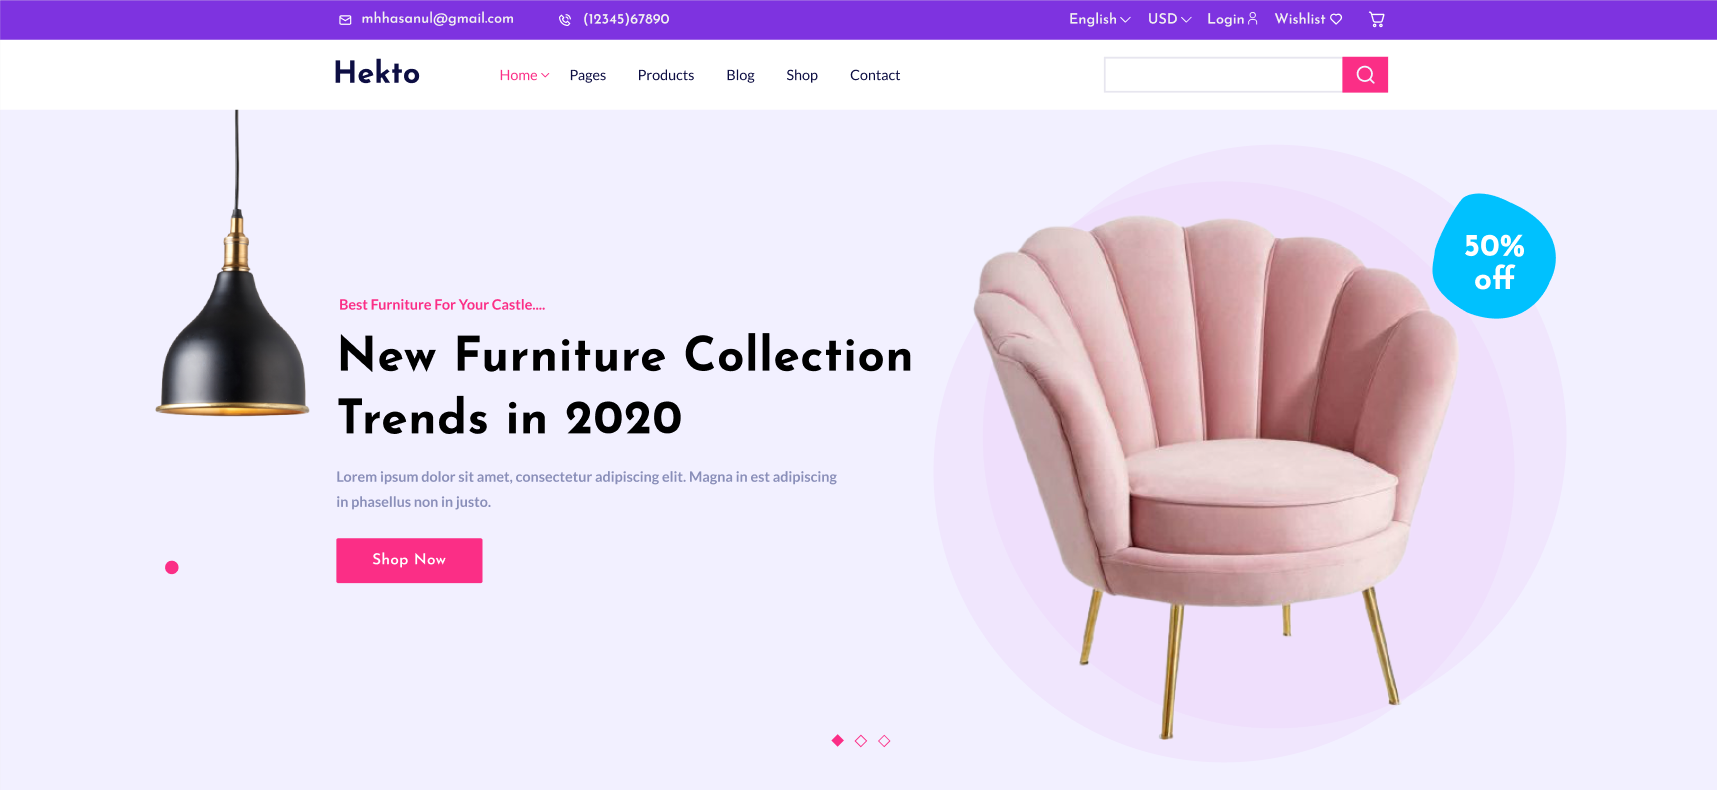 mhhasanul@gmail.com (12345)67890 English USD Login Wishlist
Hekto Home Pages Products Blog Shop Contact
50%
off
Best Furniture For Your Castle....
New Furniture Collection
Trends in 2020
Lorem ipsum dolor sit amet, consectetur adipiscing elit. Magna in est adipiscing
in phasellus non in justo.
Shop Now